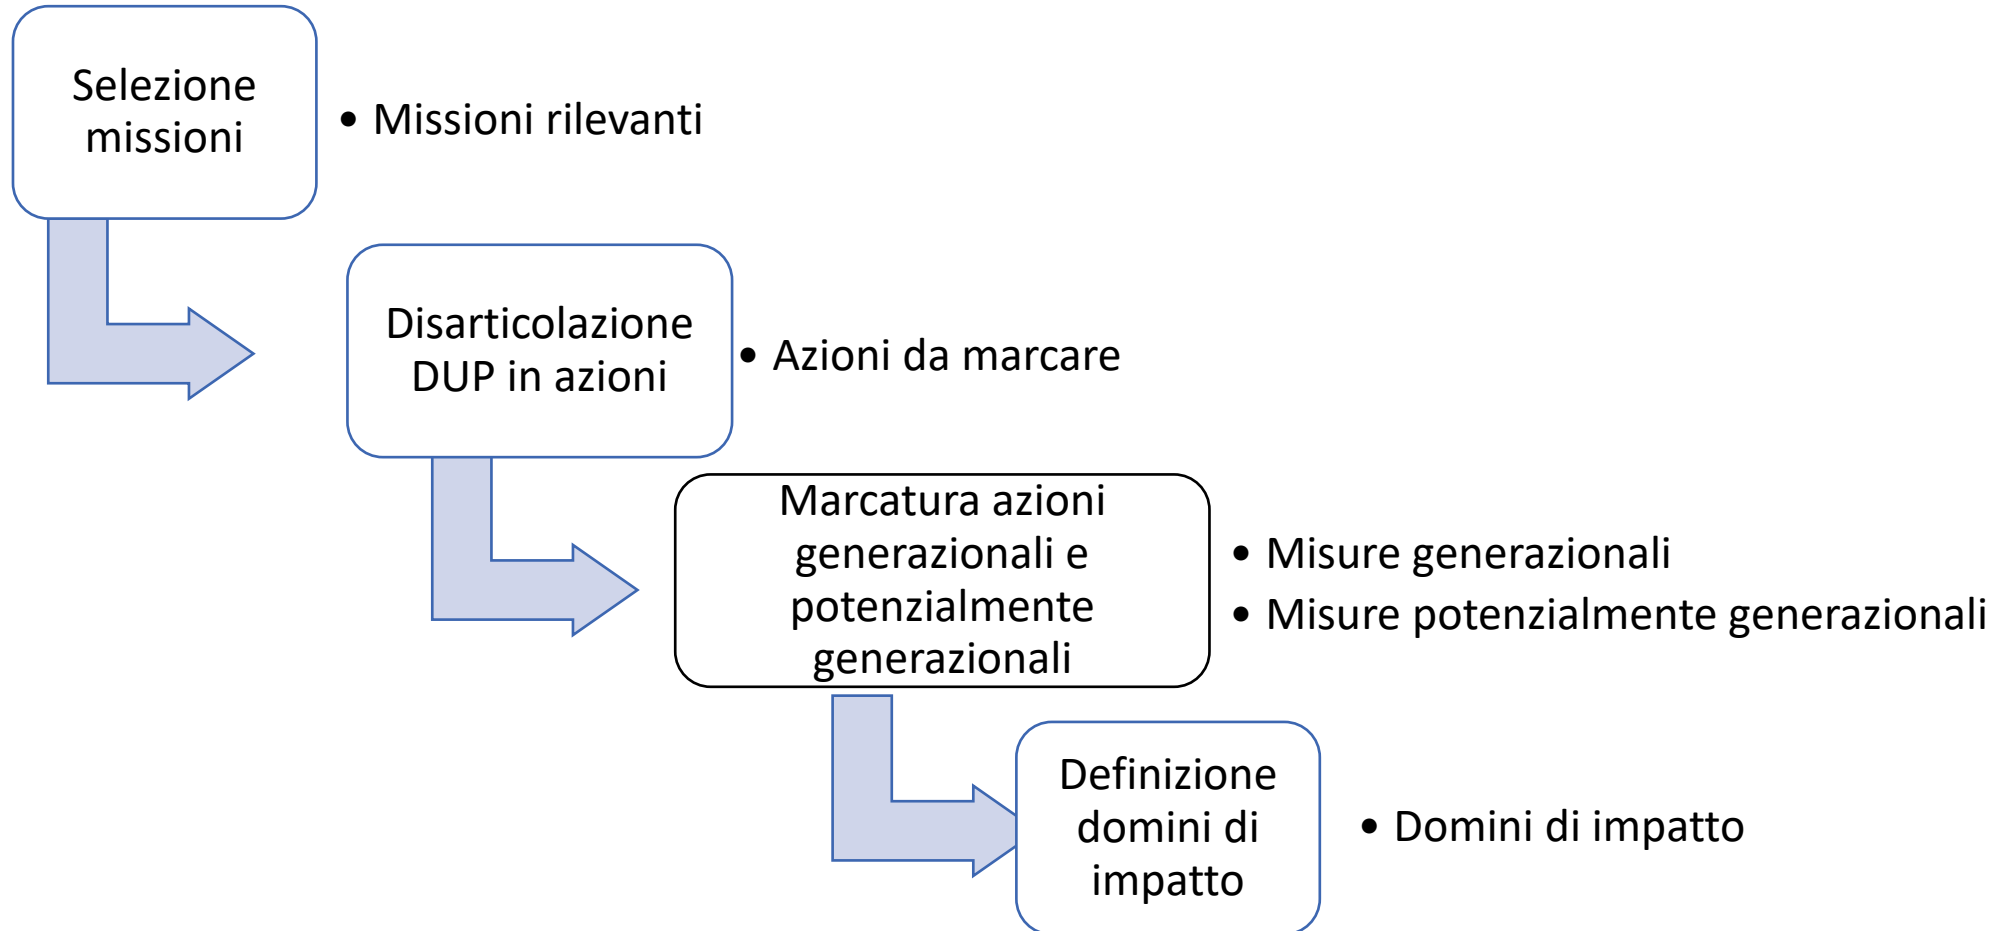 Selezione
missioni
• Missioni rilevanti
Disarticolazione
DUP in azioni
• Azioni da marcare
Marcatura azioni
generazionali e
potenzialmente
generazionali
• Misure generazionali
• Misure potenzialmente generazionali
Definizione
domini di
impatto
• Domini di impatto